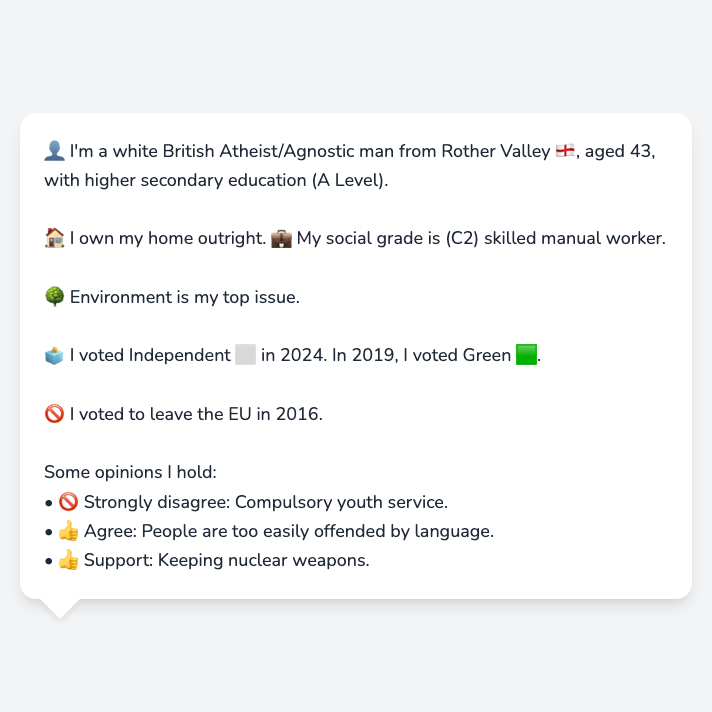 👤 I'm a white British Atheist/Agnostic man from Rother Valley 🏴󠁧󠁢󠁥󠁮󠁧󠁿, aged 43,
with higher secondary education (A Level).
🏠 I own my home outright. 💼 My social grade is (C2) skilled manual worker.
🌳 Environment is my top issue.
🗳️ I voted Independent ⬜ in 2024. In 2019, I voted Green 🟩.
🚫 I voted to leave the EU in 2016.
Some opinions I hold:
• 🚫 Strongly disagree: Compulsory youth service.
• 👍 Agree: People are too easily offended by language.
• 👍 Support: Keeping nuclear weapons.